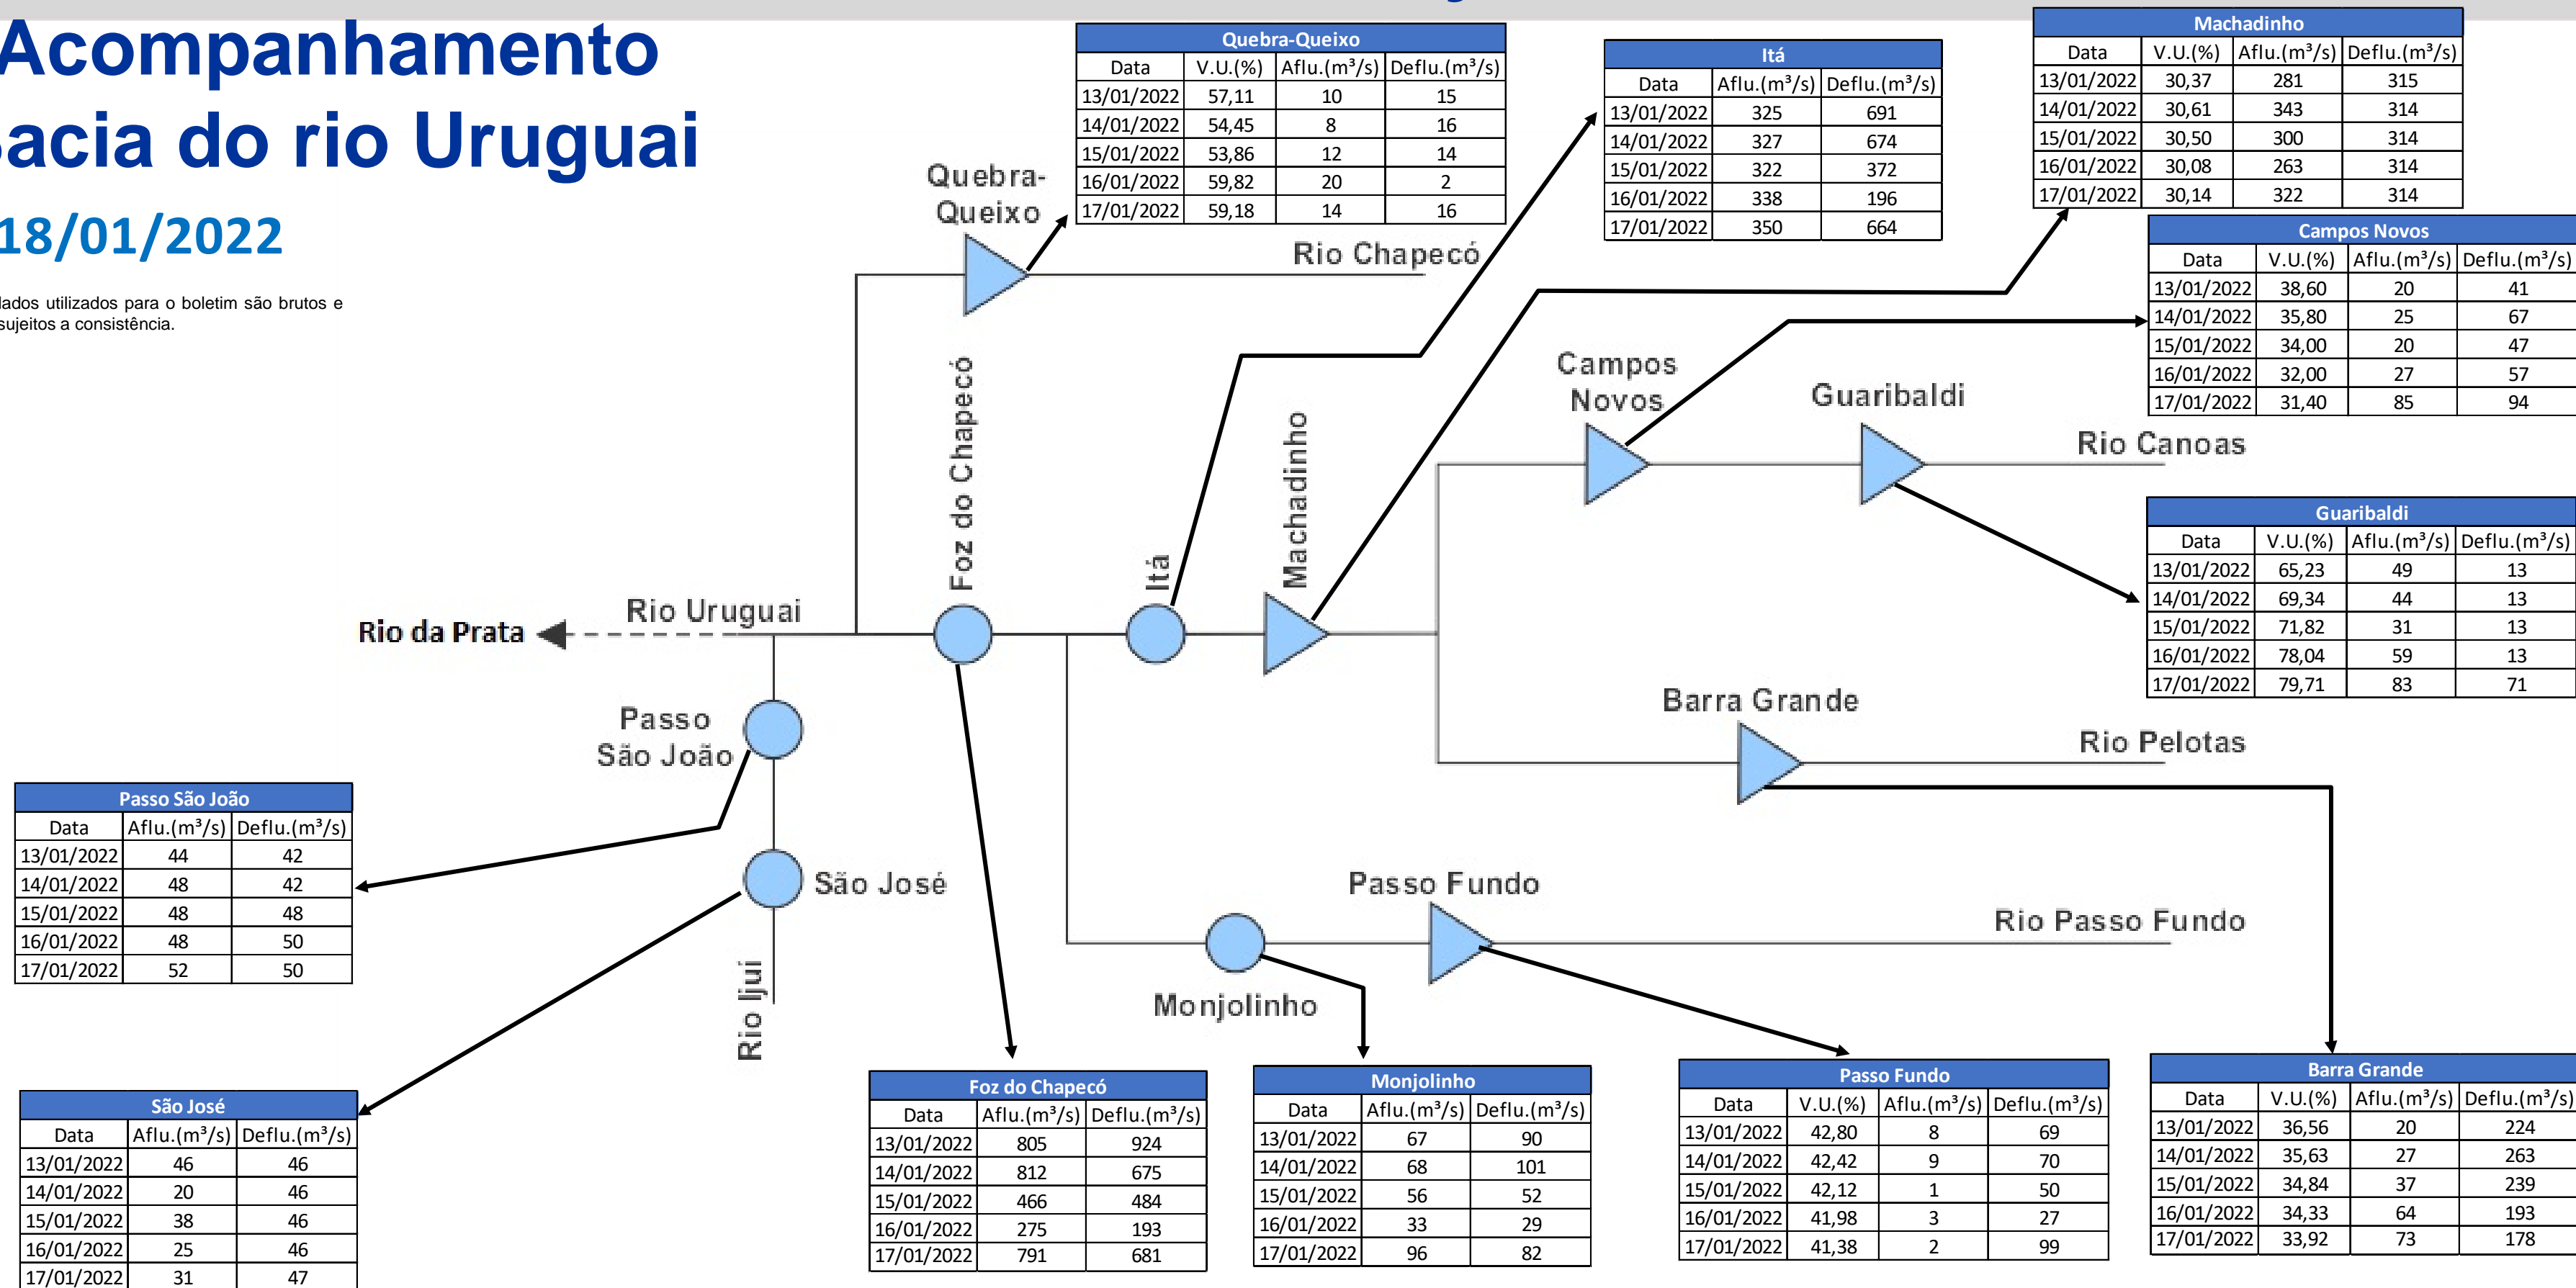 Acompanhamento
acia do rio Uruguai
18/01/2022
dados utilizados para o boletim são brutos e
sujeitos a consistência.
Quebra-Queixo
Data V.U.(%) Aflu.(m³/s) Deflu.(m³/s)
13/01/2022 57,11 10 15
14/01/2022 54,45 8 16
15/01/2022 53,86 12 14
16/01/2022 59,82 20 2
17/01/2022 59,18 14 16
Itá
Data Aflu.(m³/s) Deflu.(m³/s)
13/01/2022 325 691
14/01/2022 327 674
15/01/2022 322 372
16/01/2022 338 196
17/01/2022 350 664
Machadinho
Data V.U.(%) Aflu.(m³/s) Deflu.(m³/s)
13/01/2022 30,37 281 315
14/01/2022 30,61 343 314
15/01/2022 30,50 300 314
16/01/2022 30,08 263 314
17/01/2022 30,14 322 314
Campos Novos
Data V.U.(%) Aflu.(m³/s) Deflu.(m³/s)
13/01/2022 38,60 20 41
14/01/2022 35,80 25 67
15/01/2022 34,00 20 47
16/01/2022 32,00 27 57
17/01/2022 31,40 85 94
Quebra-
Queixo
Rio Chapecó
Foz do Chapecó
Itá
Machadinho
Campos
Novos
Guaribaldi
Rio Canoas
Guaribaldi
Data V.U.(%) Aflu.(m³/s) Deflu.(m³/s)
13/01/2022 65,23 49 13
14/01/2022 69,34 44 13
15/01/2022 71,82 31 13
16/01/2022 78,04 59 13
17/01/2022 79,71 83 71
Rio da Prata
Rio Uruguai
Passo
São João
Barra Grande
Rio Pelotas
São José
Rio Ijuí
Passo Fundo
Rio Passo Fundo
Monjolinho
Passo São João
Data Aflu.(m³/s) Deflu.(m³/s)
13/01/2022 44 42
14/01/2022 48 42
15/01/2022 48 48
16/01/2022 48 50
17/01/2022 52 50
São José
Data Aflu.(m³/s) Deflu.(m³/s)
13/01/2022 46 46
14/01/2022 20 46
15/01/2022 38 46
16/01/2022 25 46
17/01/2022 31 47
Foz do Chapecó
Data Aflu.(m³/s) Deflu.(m³/s)
13/01/2022 805 924
14/01/2022 812 675
15/01/2022 466 484
16/01/2022 275 193
17/01/2022 791 681
Monjolinho
Data Aflu.(m³/s) Deflu.(m³/s)
13/01/2022 67 90
14/01/2022 68 101
15/01/2022 56 52
16/01/2022 33 29
17/01/2022 96 82
Passo Fundo
Data V.U.(%) Aflu.(m³/s) Deflu.(m³/s)
13/01/2022 42,80 8 69
14/01/2022 42,42 9 70
15/01/2022 42,12 1 50
16/01/2022 41,98 3 27
17/01/2022 41,38 2 99
Barra Grande
Data V.U.(%) Aflu.(m³/s) Deflu.(m³/s)
13/01/2022 36,56 20 224
14/01/2022 35,63 27 263
15/01/2022 34,84 37 239
16/01/2022 34,33 64 193
17/01/2022 33,92 73 178